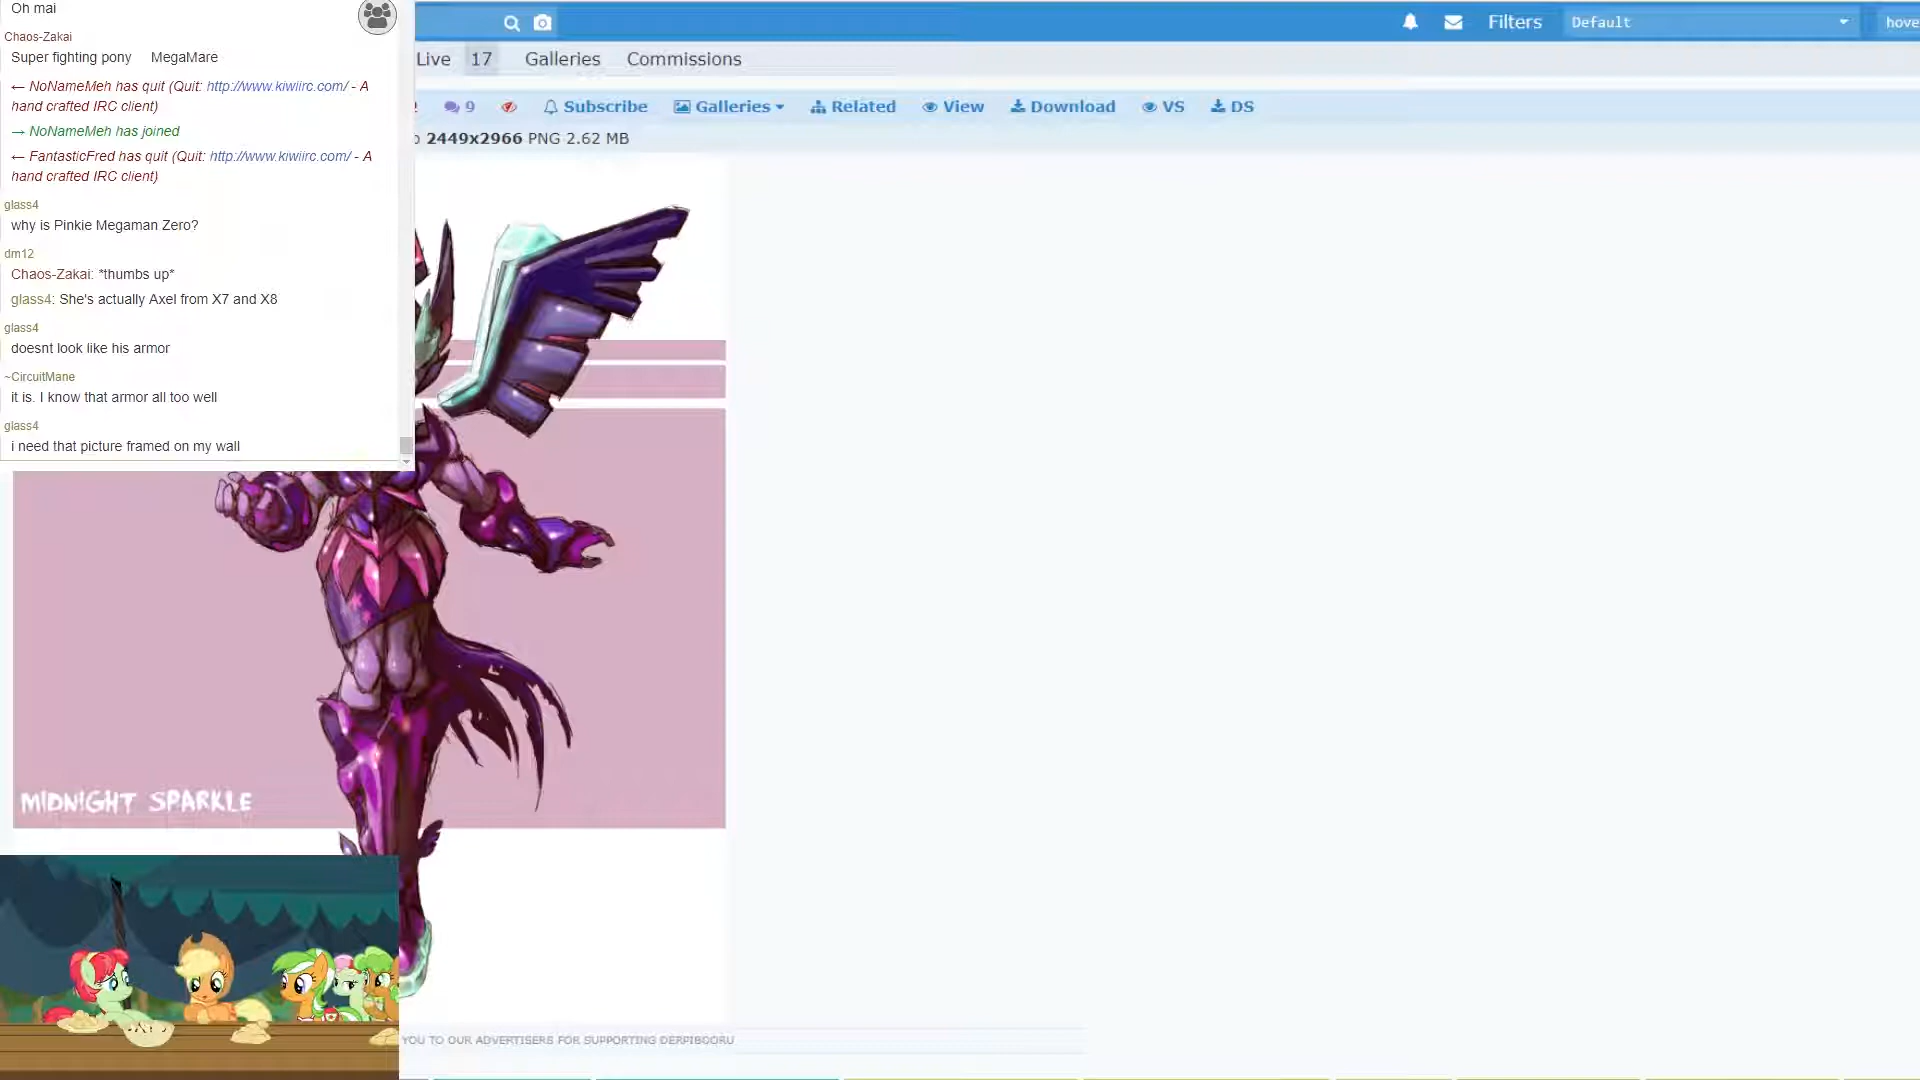 Oh mai
Chaos-Zakai
Super fighting pony MegaMare
← NoNameMeh has quit (Quit: http://www.kiwiirc.com/ - A
hand crafted IRC client)
→ NoNameMeh has joined
← FantasticFred has quit (Quit: http://www.kiwiirc.com/ - A
hand crafted IRC client)
glass4
why is Pinkie Megaman Zero?
dm12
Chaos-Zakai: *thumbs up*
glass4: She's actually Axel from X7 and X8
glass4
doesnt look like his armor
~CircuitMane
it is. I know that armor all too well
glass4
i need that picture framed on my wall
Filters Default hove
Live 17 Galleries Commissions
9 Subscribe Galleries Related View Download VS DS
2449x2966 PNG 2.62 MB
MIDNIGHT SPARKLE
YOU TO OUR ADVERTISERS FOR SUPPORTING DERPIBOORU